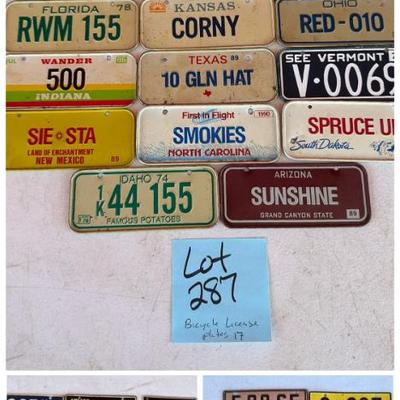 FLORIDA 78
RWM 155
KANSAS
CORNY
OHIO
RED-010
WANDER
500
INDIANA
TEXAS 89
10 GLN HAT
SEE VERMONT
V·0069
SIE STA
LAND OF ENCHANTMENT
NEW MEXICO 89
First in Flight 1990
SMOKIES
NORTH CAROLINA
SPRUCE U
South Dakota
IDAHO 74
1/K 44 155
FAMOUS POTATOES
ARIZONA
SUNSHINE
GRAND CANYON STATE 86
Lot
287
Bicycle License
plates 17